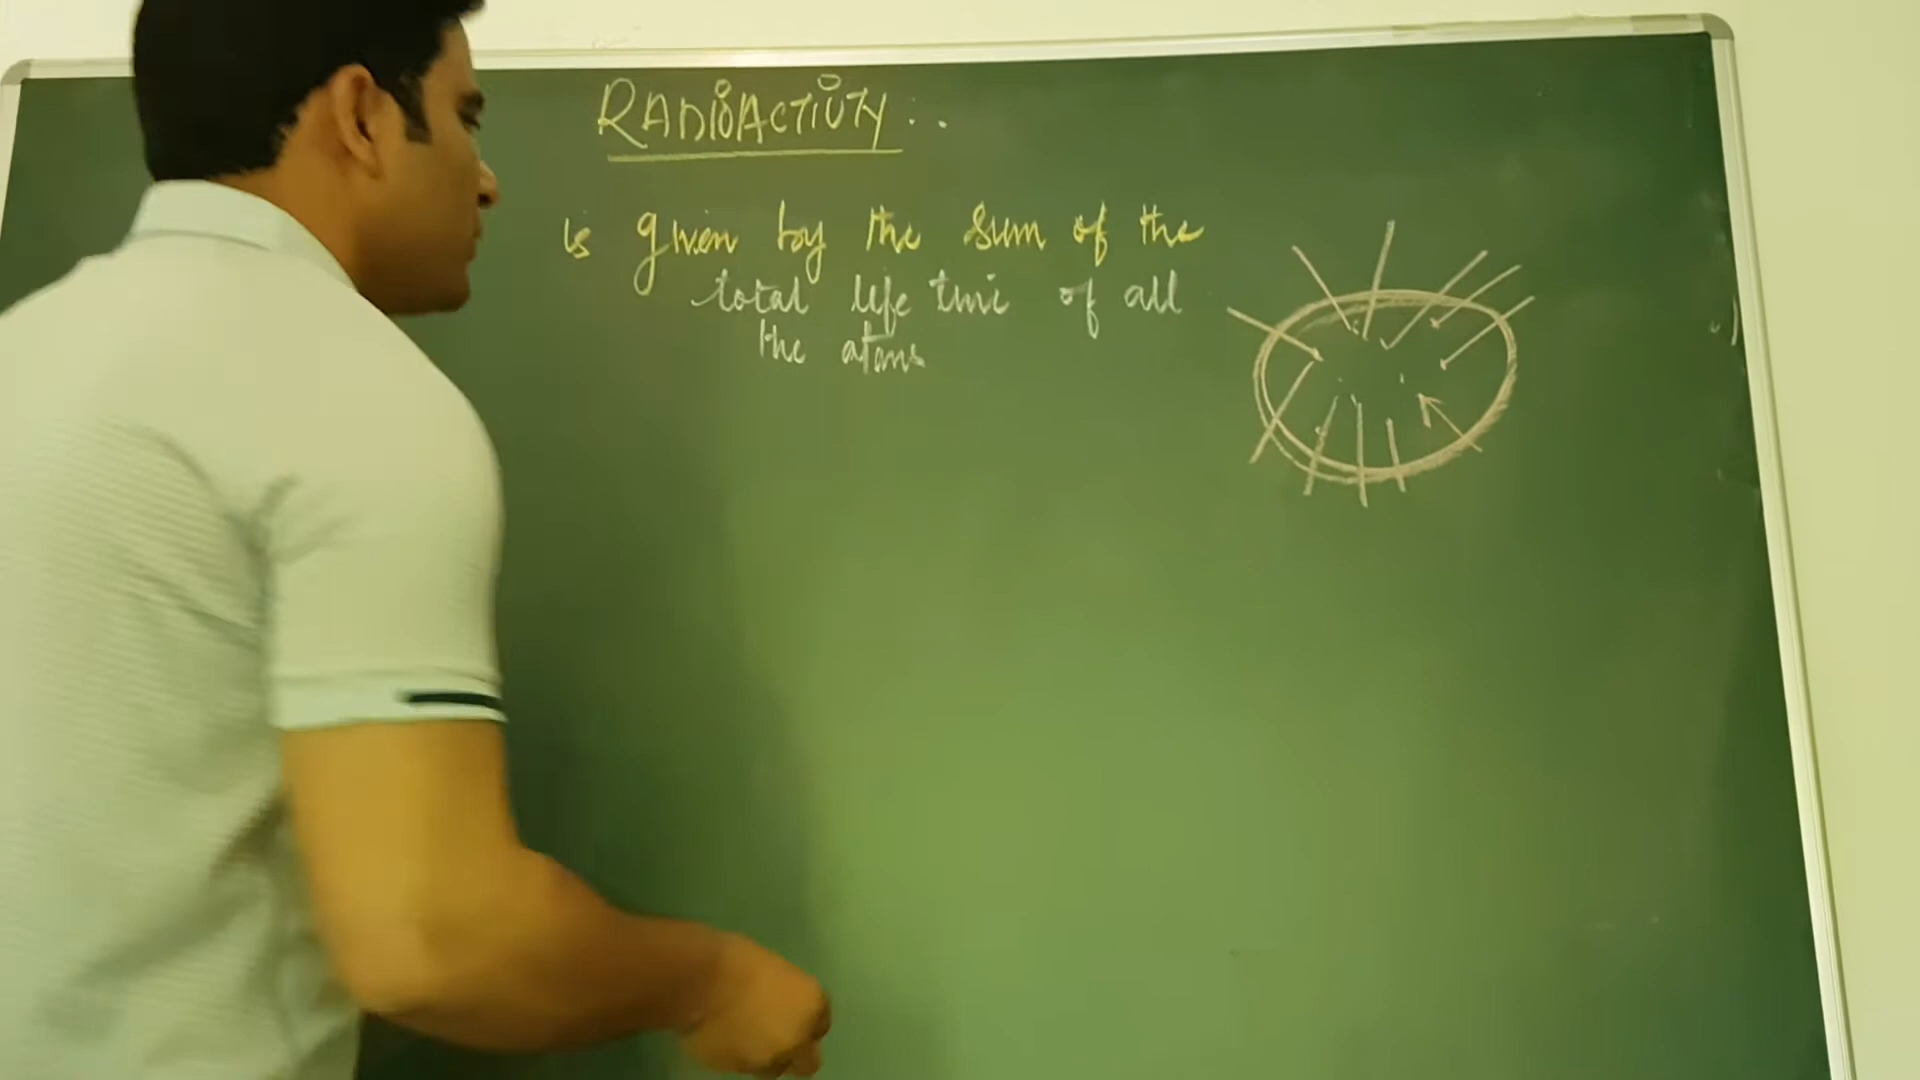 RADIOACTIVITY :.
is given by the sum of the
total life time of all
the atoms